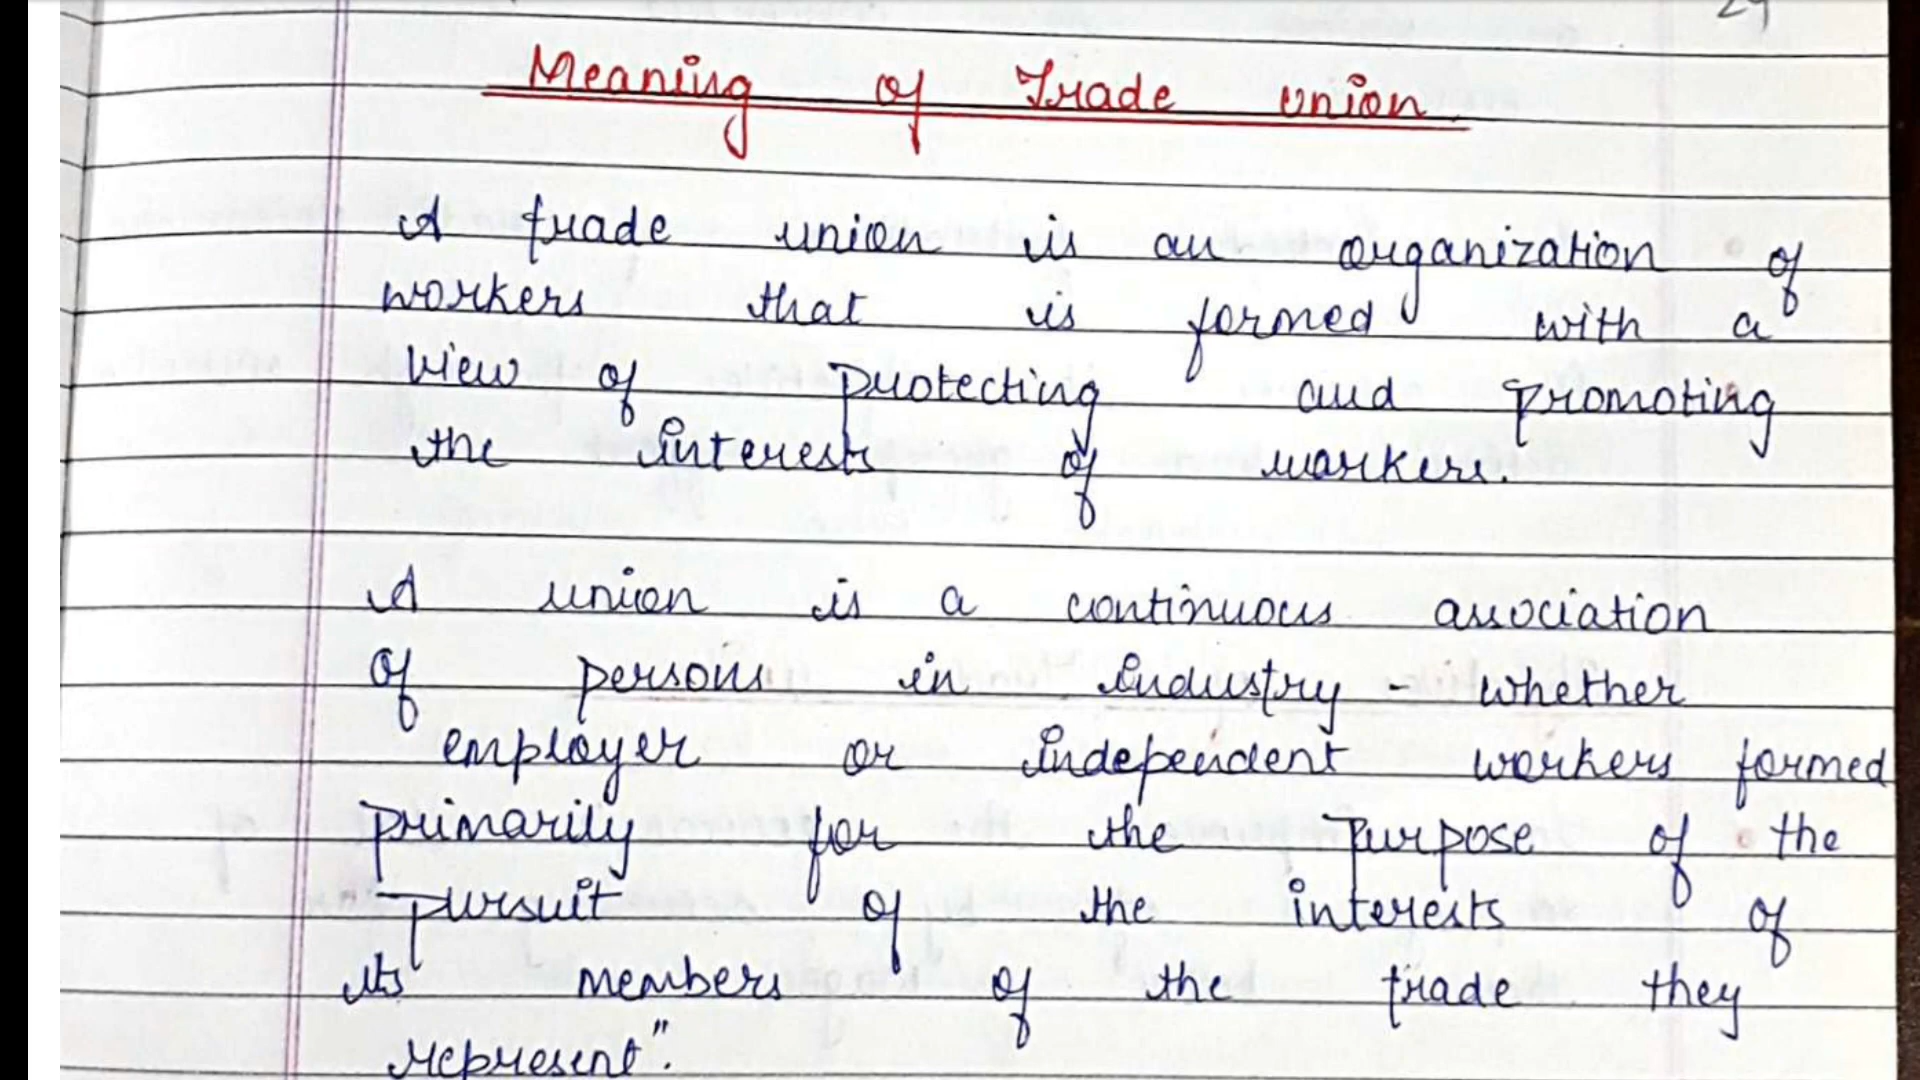 Meaning of Trade union
A trade union is an organization of
workers that is formed with a
view of protecting and promoting
the interests of workers.
A union is a continuous association
of persons in industry - whether
employer or independent workers formed
primarily for the purpose of the
pursuit of the interests of
its members of the trade they
represent".